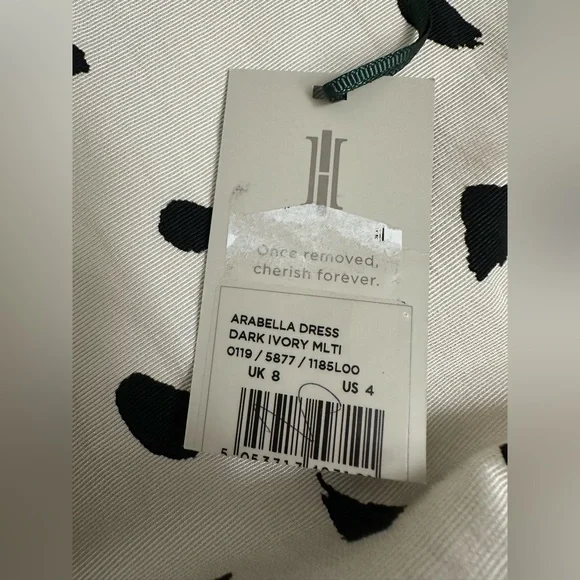 Once removed,
cherish forever.
ARABELLA DRESS
DARK IVORY MLTI
0119 / 5877 / 1185L00
UK 8 US 4